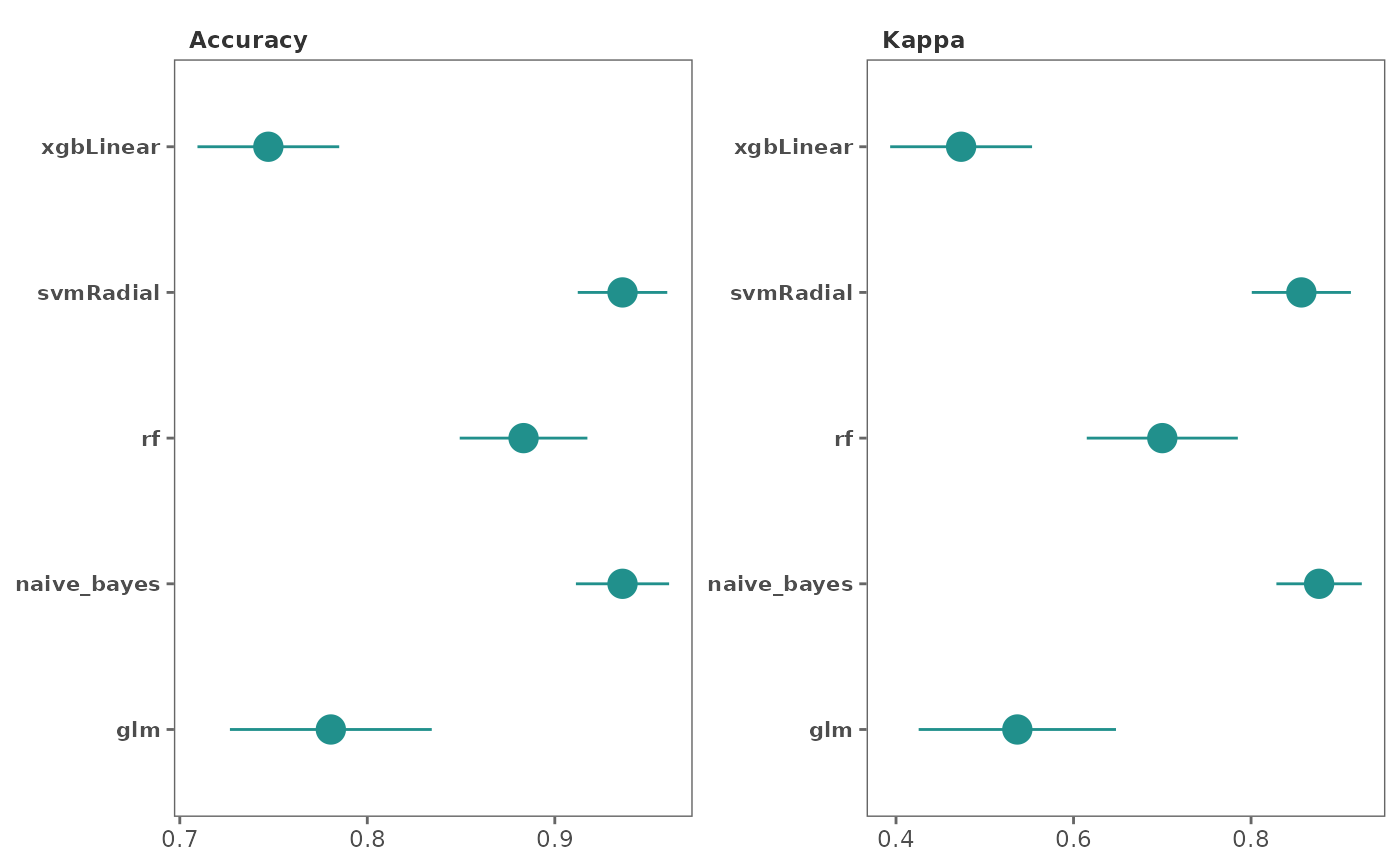 Accuracy
xgbLinear
svmRadial
rf
naive_bayes
glm
0.7 0.8 0.9
Kappa
xgbLinear
svmRadial
rf
naive_bayes
glm
0.4 0.6 0.8